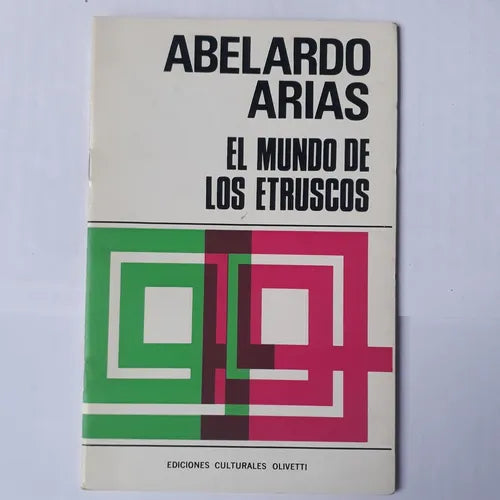 ABELARDO
ARIAS
EL MUNDO DE
LOS ETRUSCOS
EDICIONES CULTURALES OLIVETTI